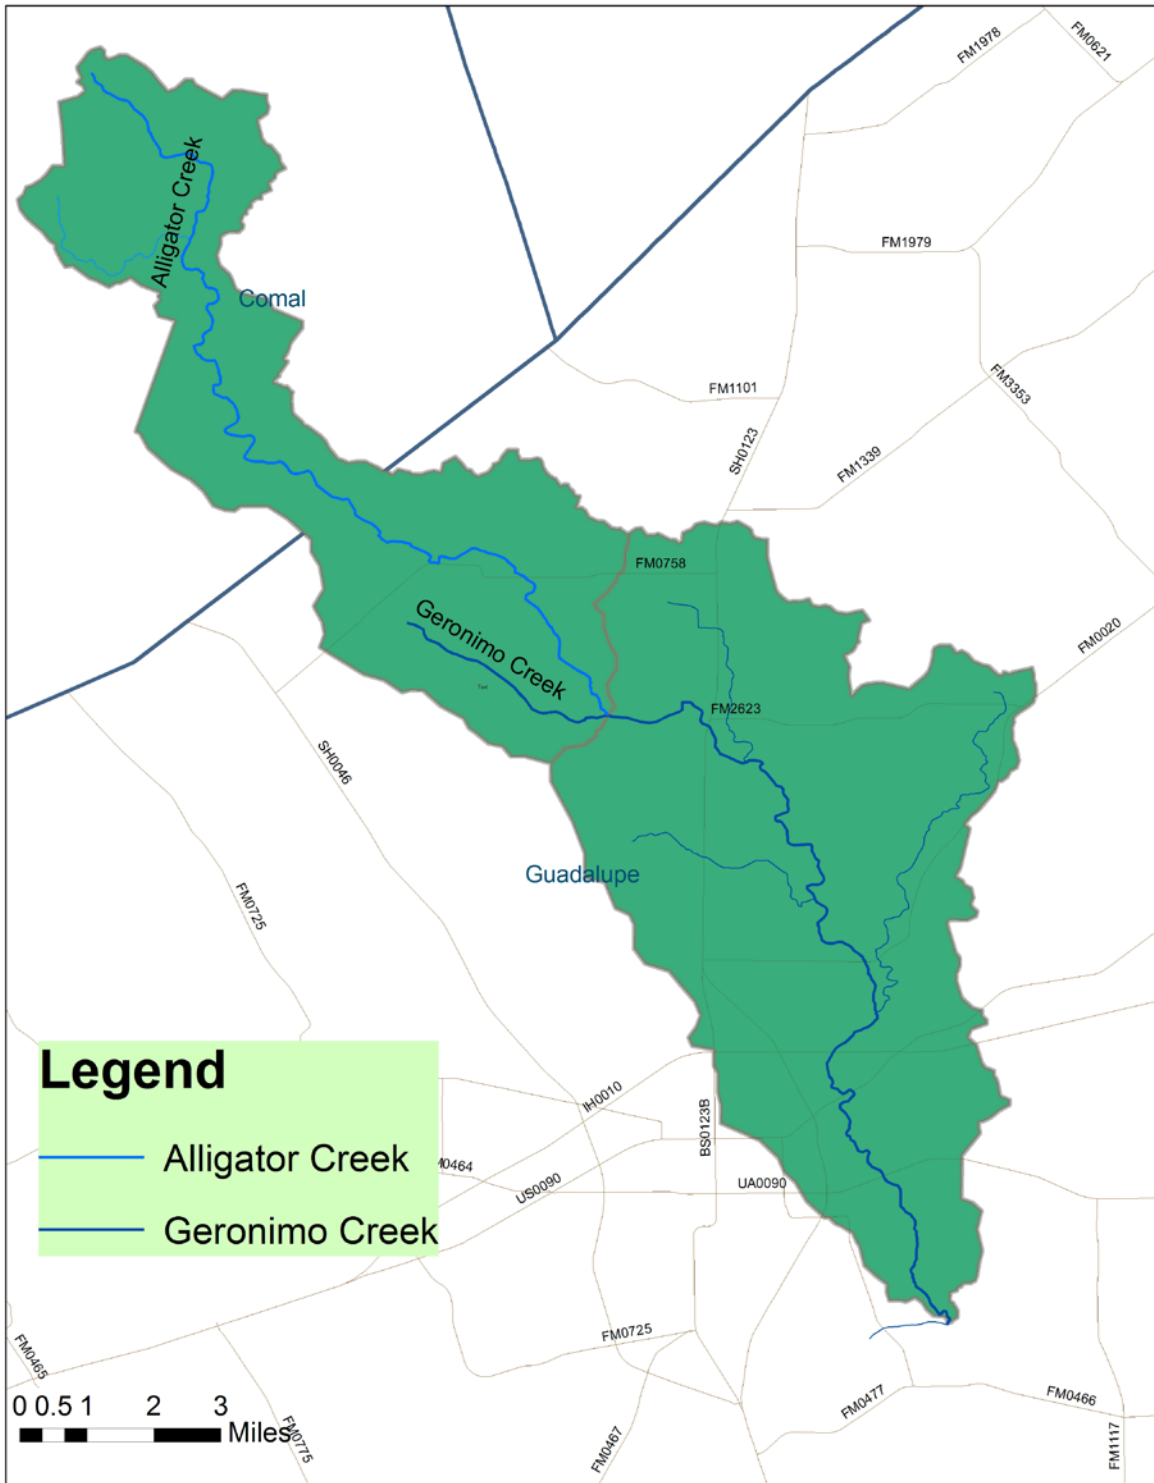 FM1978
FM0621
Alligator Creek
FM1979
Comal
FM1101
FM3353
SH0123
FM1339
FM0758
Geronimo Creek
FM0020
Text
FM2623
SH0046
Guadalupe
FM0725
Legend
Alligator Creek
Geronimo Creek
IH0010
BS0123B
M0464
US0090
UA0090
FM0725
FM0465
FM0477
FM0466
0 0.5 1 2 3
Miles
FM0775
FM0467
FM1117